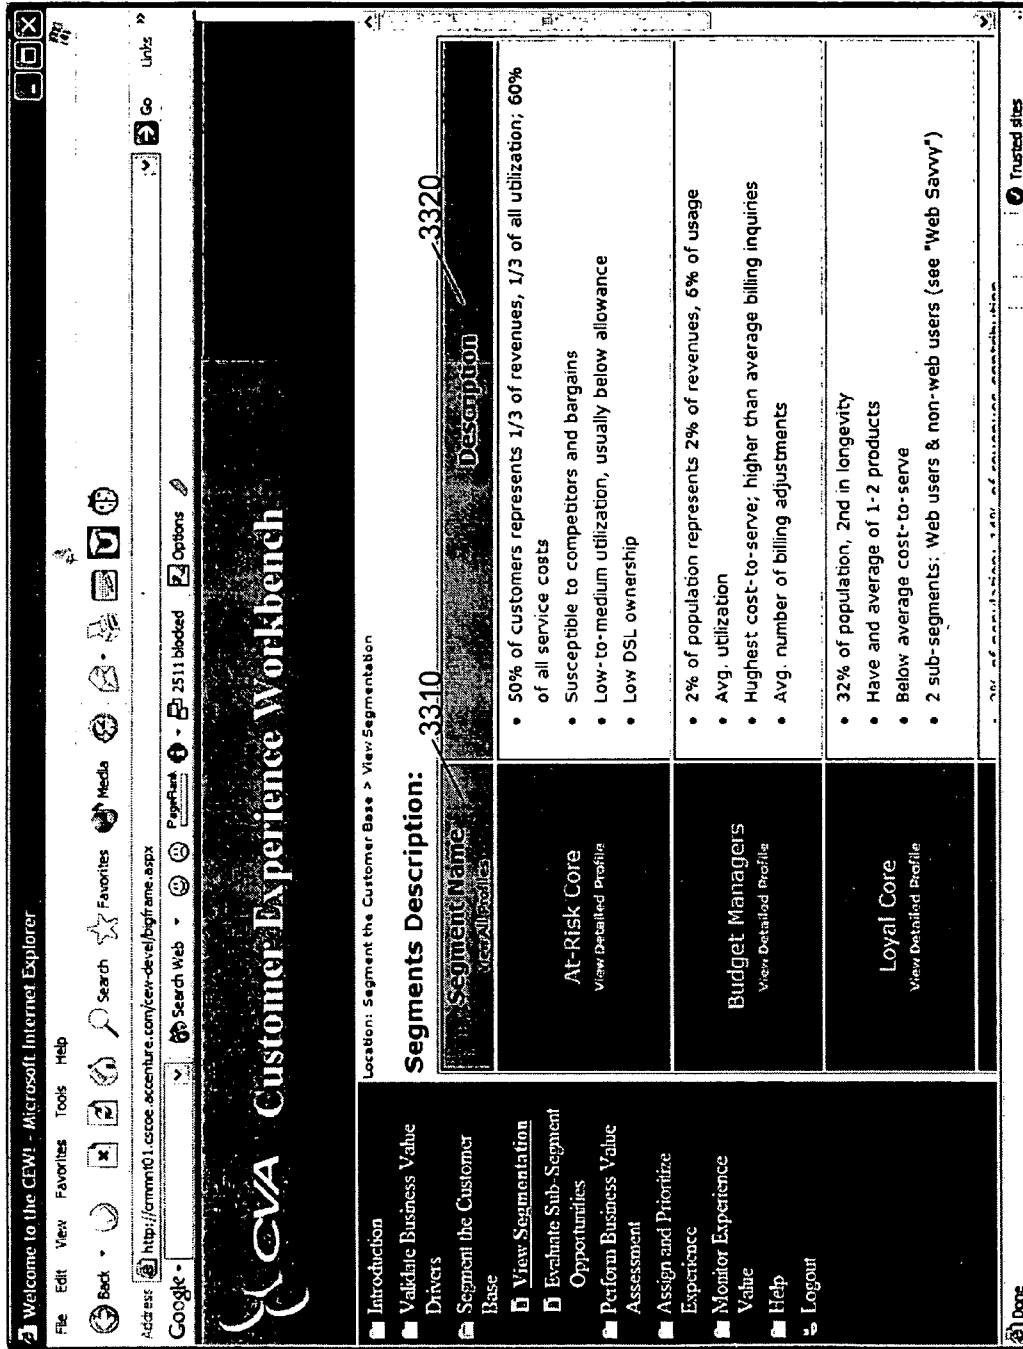 Welcome to the CEW! - Microsoft Internet Explorer
File Edit View Favorites Tools Help
Back Search Favorites Media
Address http://crmnt01.cscoe.accenture.com/cew-devel/bigframe.aspx Go Links »
Google Search Web PageRank 2511 blocked Options
CVA Customer Experience Workbench
Introduction
Validate Business Value
Drivers
Segment the Customer
Base
View Segmentation
Evaluate Sub-Segment
Opportunities
Perform Business Value
Assessment
Assign and Prioritize
Experience
Monitor Experience
Value
Help
Logout
Location: Segment the Customer Base > View Segmentation
Segments Description:
3310
3320
Segment Name
View All Profiles
Description
At-Risk Core
View Detailed Profile
• 50% of customers represents 1/3 of revenues, 1/3 of all utilization; 60%
of all service costs
• Susceptible to competitors and bargains
• Low-to-medium utilization, usually below allowance
• Low DSL ownership
Budget Managers
View Detailed Profile
• 2% of population represents 2% of revenues, 6% of usage
• Avg. utilization
• Hughest cost-to-serve; higher than average billing inquiries
• Avg. number of billing adjustments
Loyal Core
View Detailed Profile
• 32% of population, 2nd in longevity
• Have and average of 1-2 products
• Below average cost-to-serve
• 2 sub-segments: Web users & non-web users (see "Web Savvy")
of population; 14% of revenues contribution
Done
Trusted sites